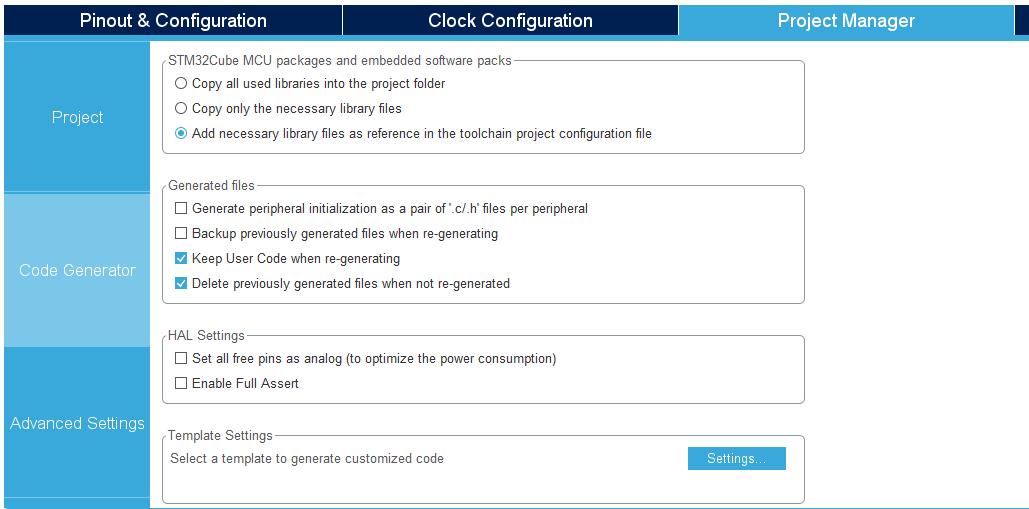 Pinout & Configuration
Clock Configuration
Project Manager
Project
Code Generator
Advanced Settings
STM32Cube MCU packages and embedded software packs
Copy all used libraries into the project folder
Copy only the necessary library files
Add necessary library files as reference in the toolchain project configuration file
Generated files
Generate peripheral initialization as a pair of '.c/.h' files per peripheral
Backup previously generated files when re-generating
Keep User Code when re-generating
Delete previously generated files when not re-generated
HAL Settings
Set all free pins as analog (to optimize the power consumption)
Enable Full Assert
Template Settings
Select a template to generate customized code
Settings...